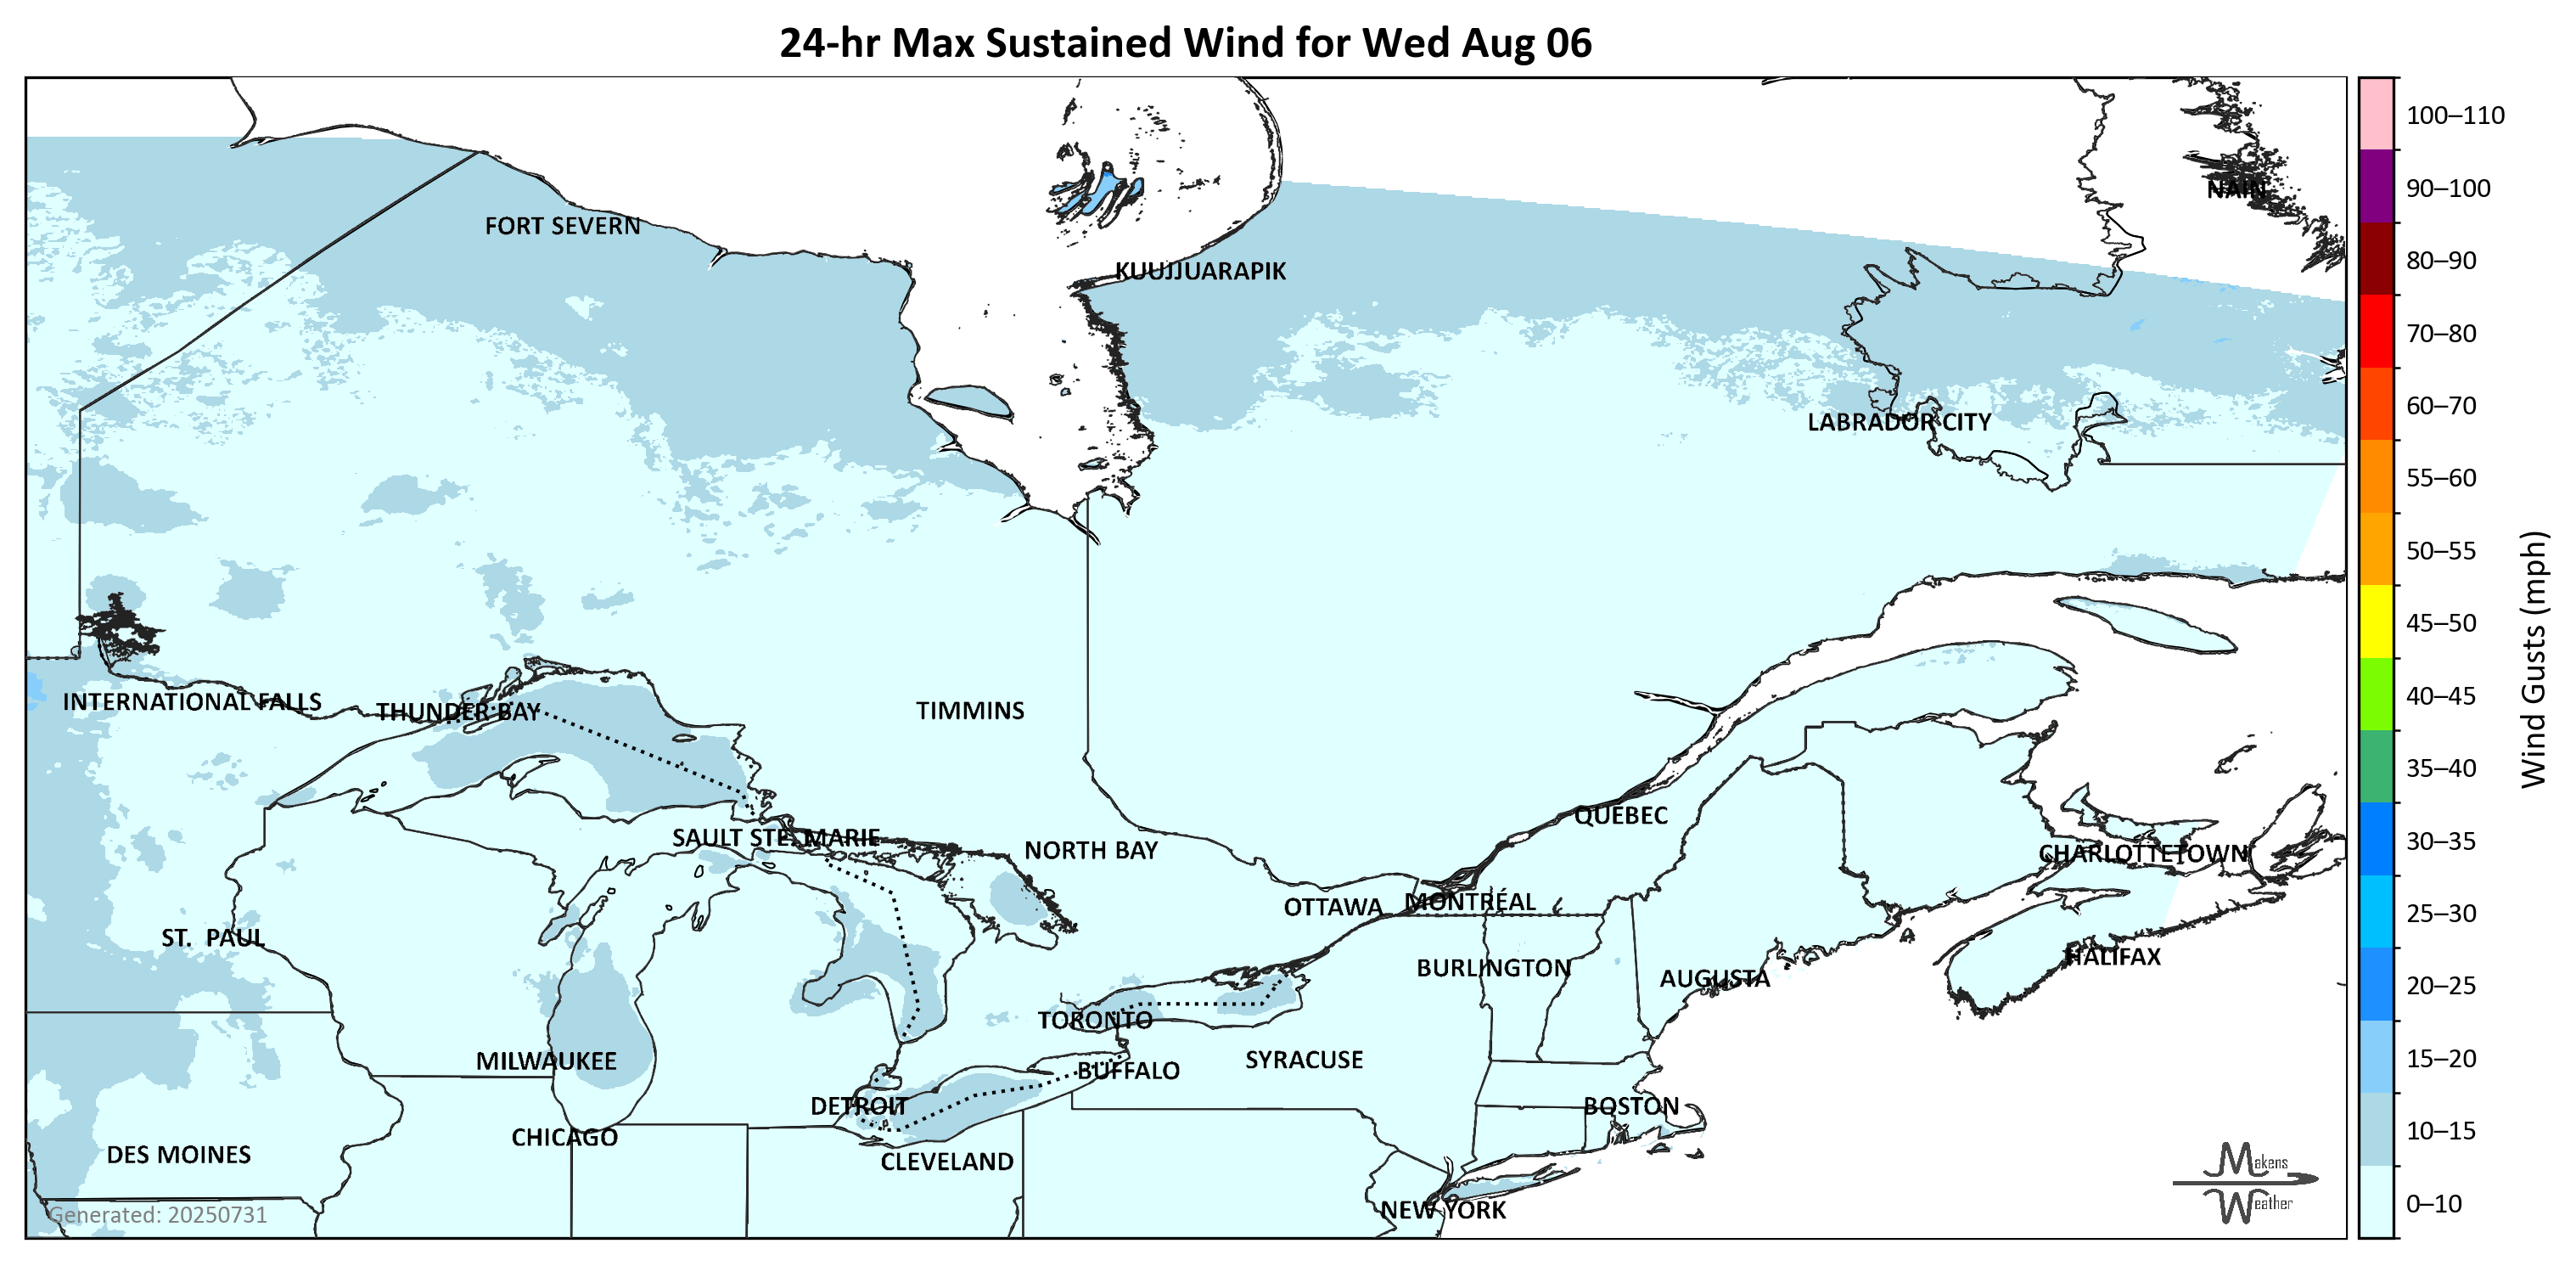 24-hr Max Sustained Wind for Wed Aug 06
100–110
90–100
NAIN
FORT SEVERN
80–90
KUUJJUARAPIK
70–80
60–70
LABRADOR CITY
55–60
50–55
45–50
Wind Gusts (mph)
40–45
INTERNATIONAL FALLS
THUNDER BAY
TIMMINS
35–40
QUEBEC
SAULT STE. MARIE
30–35
NORTH BAY
CHARLOTTETOWN
OTTAWA
MONTRÉAL
25–30
ST. PAUL
HALIFAX
BURLINGTON
AUGUSTA
20–25
TORONTO
MILWAUKEE
SYRACUSE
15–20
BUFFALO
DETROIT
BOSTON
10–15
CHICAGO
DES MOINES
CLEVELAND
Makens
Weather
0–10
NEW YORK
Generated: 20250731